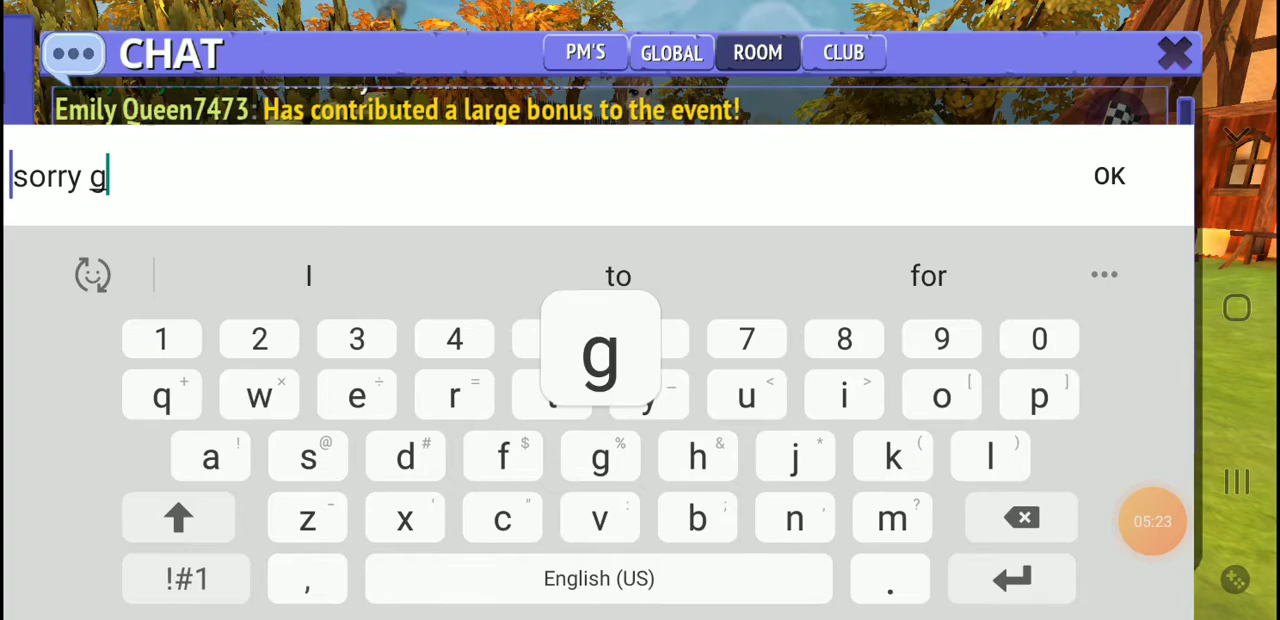 CHAT PM'S GLOBAL ROOM CLUB
Emily Queen7473: Has contributed a large bonus to the event!
sorry g OK
I to for
1 2 3 4 7 8 9 0
g
q + w × e ÷ r = y _ u < i > o [ p ]
a ! s @ d # f $ g % h & j * k ( l )
z - x ' c " v : b ; n , m ?
05:23
!#1 , English (US) .